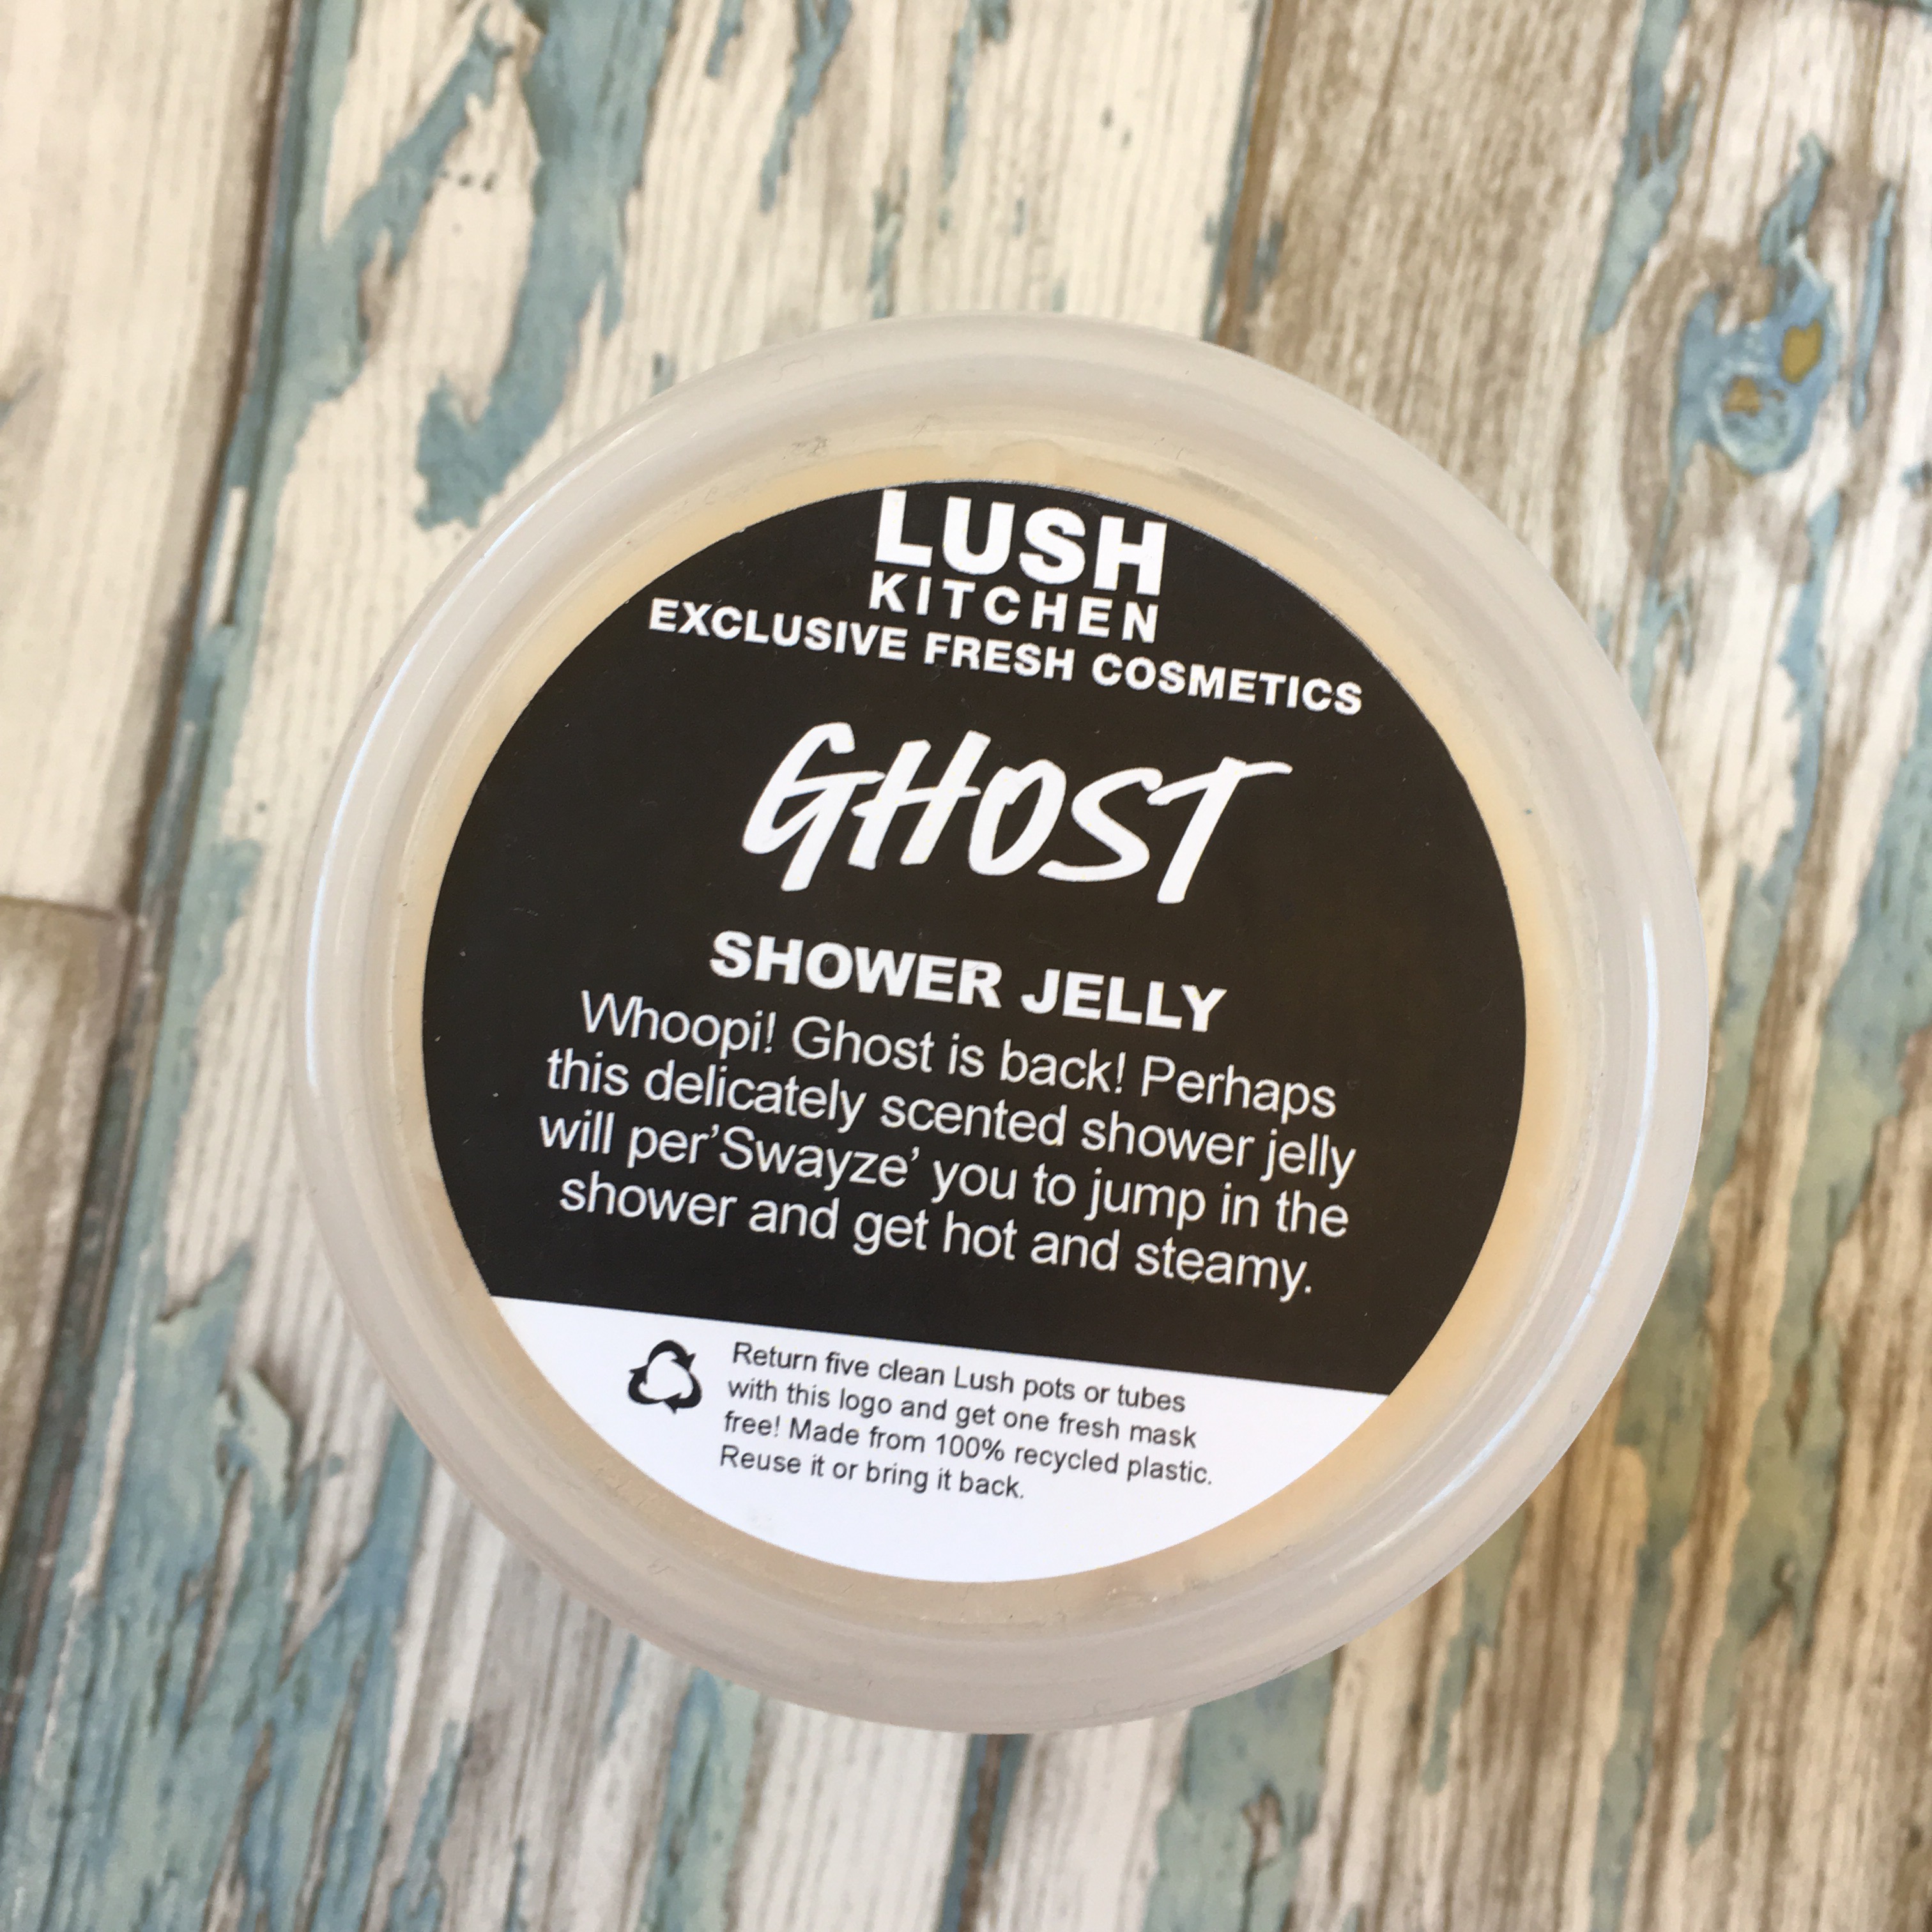 LUSH
KITCHEN
EXCLUSIVE FRESH COSMETICS
GHOST
SHOWER JELLY
Whoopi! Ghost is back! Perhaps
this delicately scented shower jelly
will per’Swayze’ you to jump in the
shower and get hot and steamy.
Return five clean Lush pots or tubes
with this logo and get one fresh mask
free! Made from 100% recycled plastic.
Reuse it or bring it back.